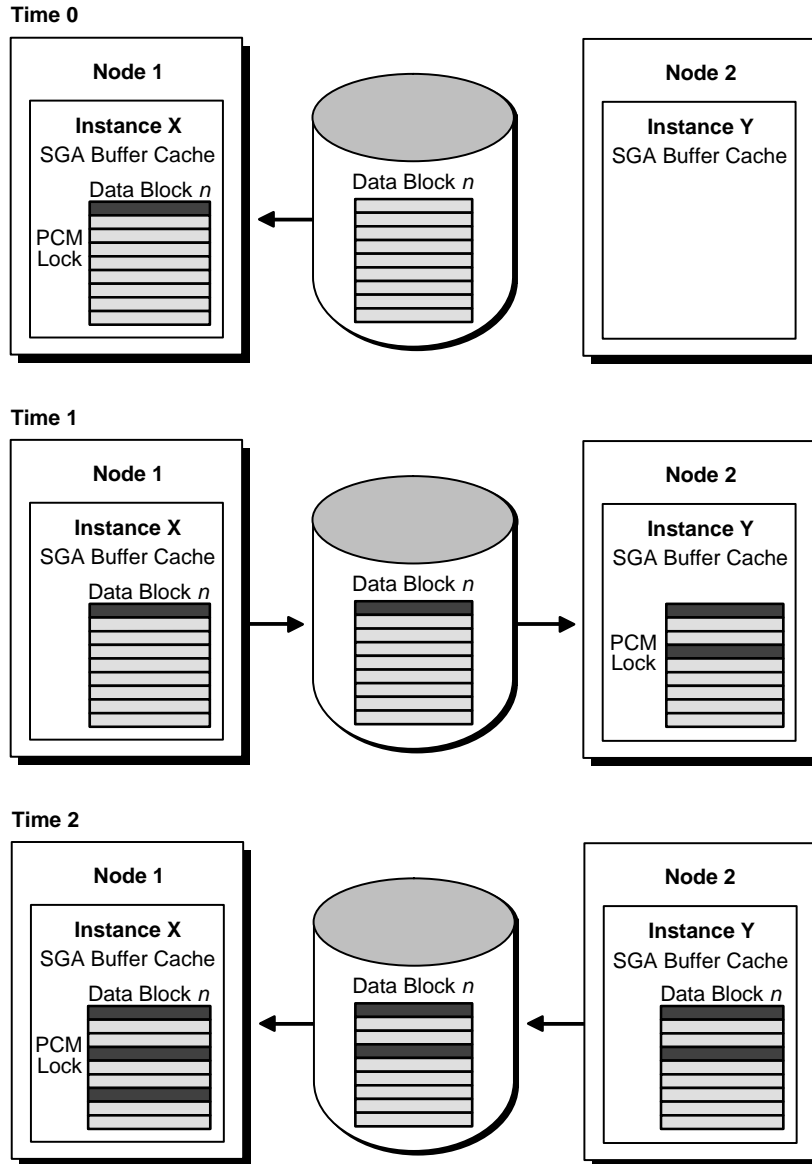 Time 0
Node 1
Instance X
SGA Buffer Cache
Data Block n
PCM
Lock
Data Block n
Node 2
Instance Y
SGA Buffer Cache
Time 1
Node 1
Instance X
SGA Buffer Cache
Data Block n
Data Block n
Node 2
Instance Y
SGA Buffer Cache
PCM
Lock
Time 2
Node 1
Instance X
SGA Buffer Cache
Data Block n
PCM
Lock
Data Block n
Node 2
Instance Y
SGA Buffer Cache
Data Block n